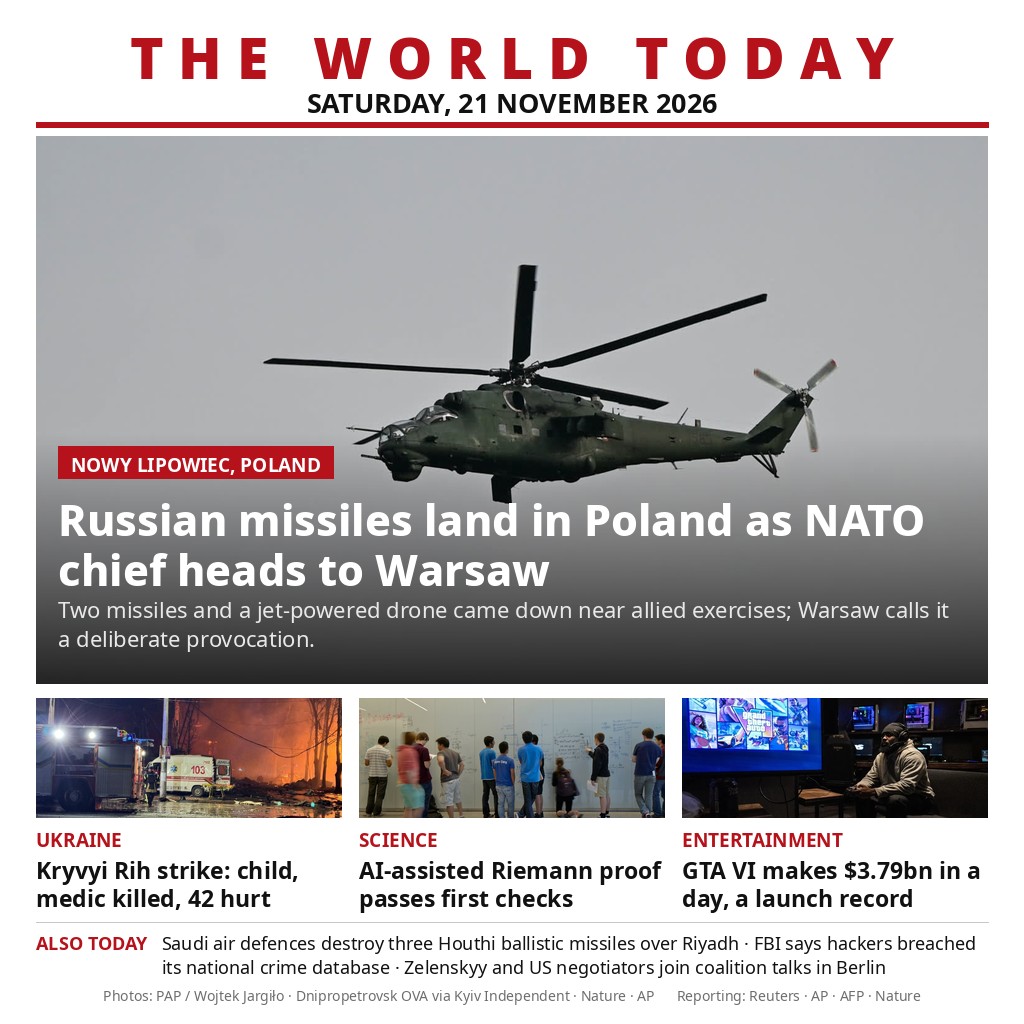 THE WORLD TODAY
SATURDAY, 21 NOVEMBER 2026
NOWY LIPOWIEC, POLAND
Russian missiles land in Poland as NATO
chief heads to Warsaw
Two missiles and a jet-powered drone came down near allied exercises; Warsaw calls it
a deliberate provocation.
103
grand
theft
auto
VI
UKRAINE
Kryvyi Rih strike: child,
medic killed, 42 hurt
SCIENCE
AI-assisted Riemann proof
passes first checks
ENTERTAINMENT
GTA VI makes $3.79bn in a
day, a launch record
ALSO TODAY
Saudi air defences destroy three Houthi ballistic missiles over Riyadh · FBI says hackers breached
its national crime database · Zelenskyy and US negotiators join coalition talks in Berlin
Photos: PAP / Wojtek Jargiło · Dnipropetrovsk OVA via Kyiv Independent · Nature · AP Reporting: Reuters · AP · AFP · Nature